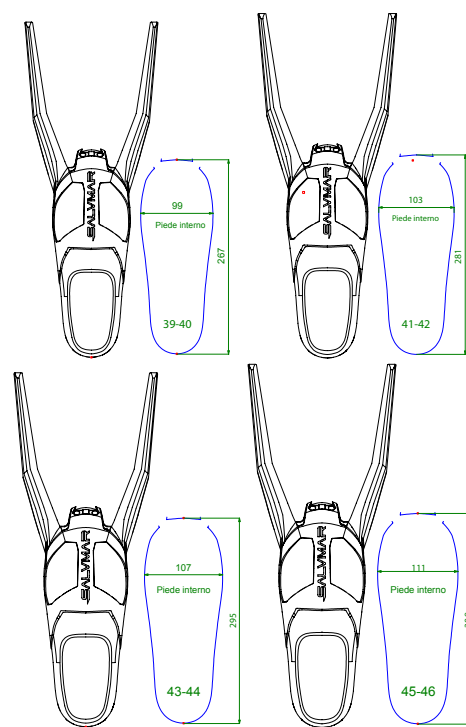 SALVIMAR
99
Piede interno
267
39-40
SALVIMAR
103
Piede interno
281
41-42
SALVIMAR
107
Piede interno
295
43-44
SALVIMAR
111
Piede interno
45-46